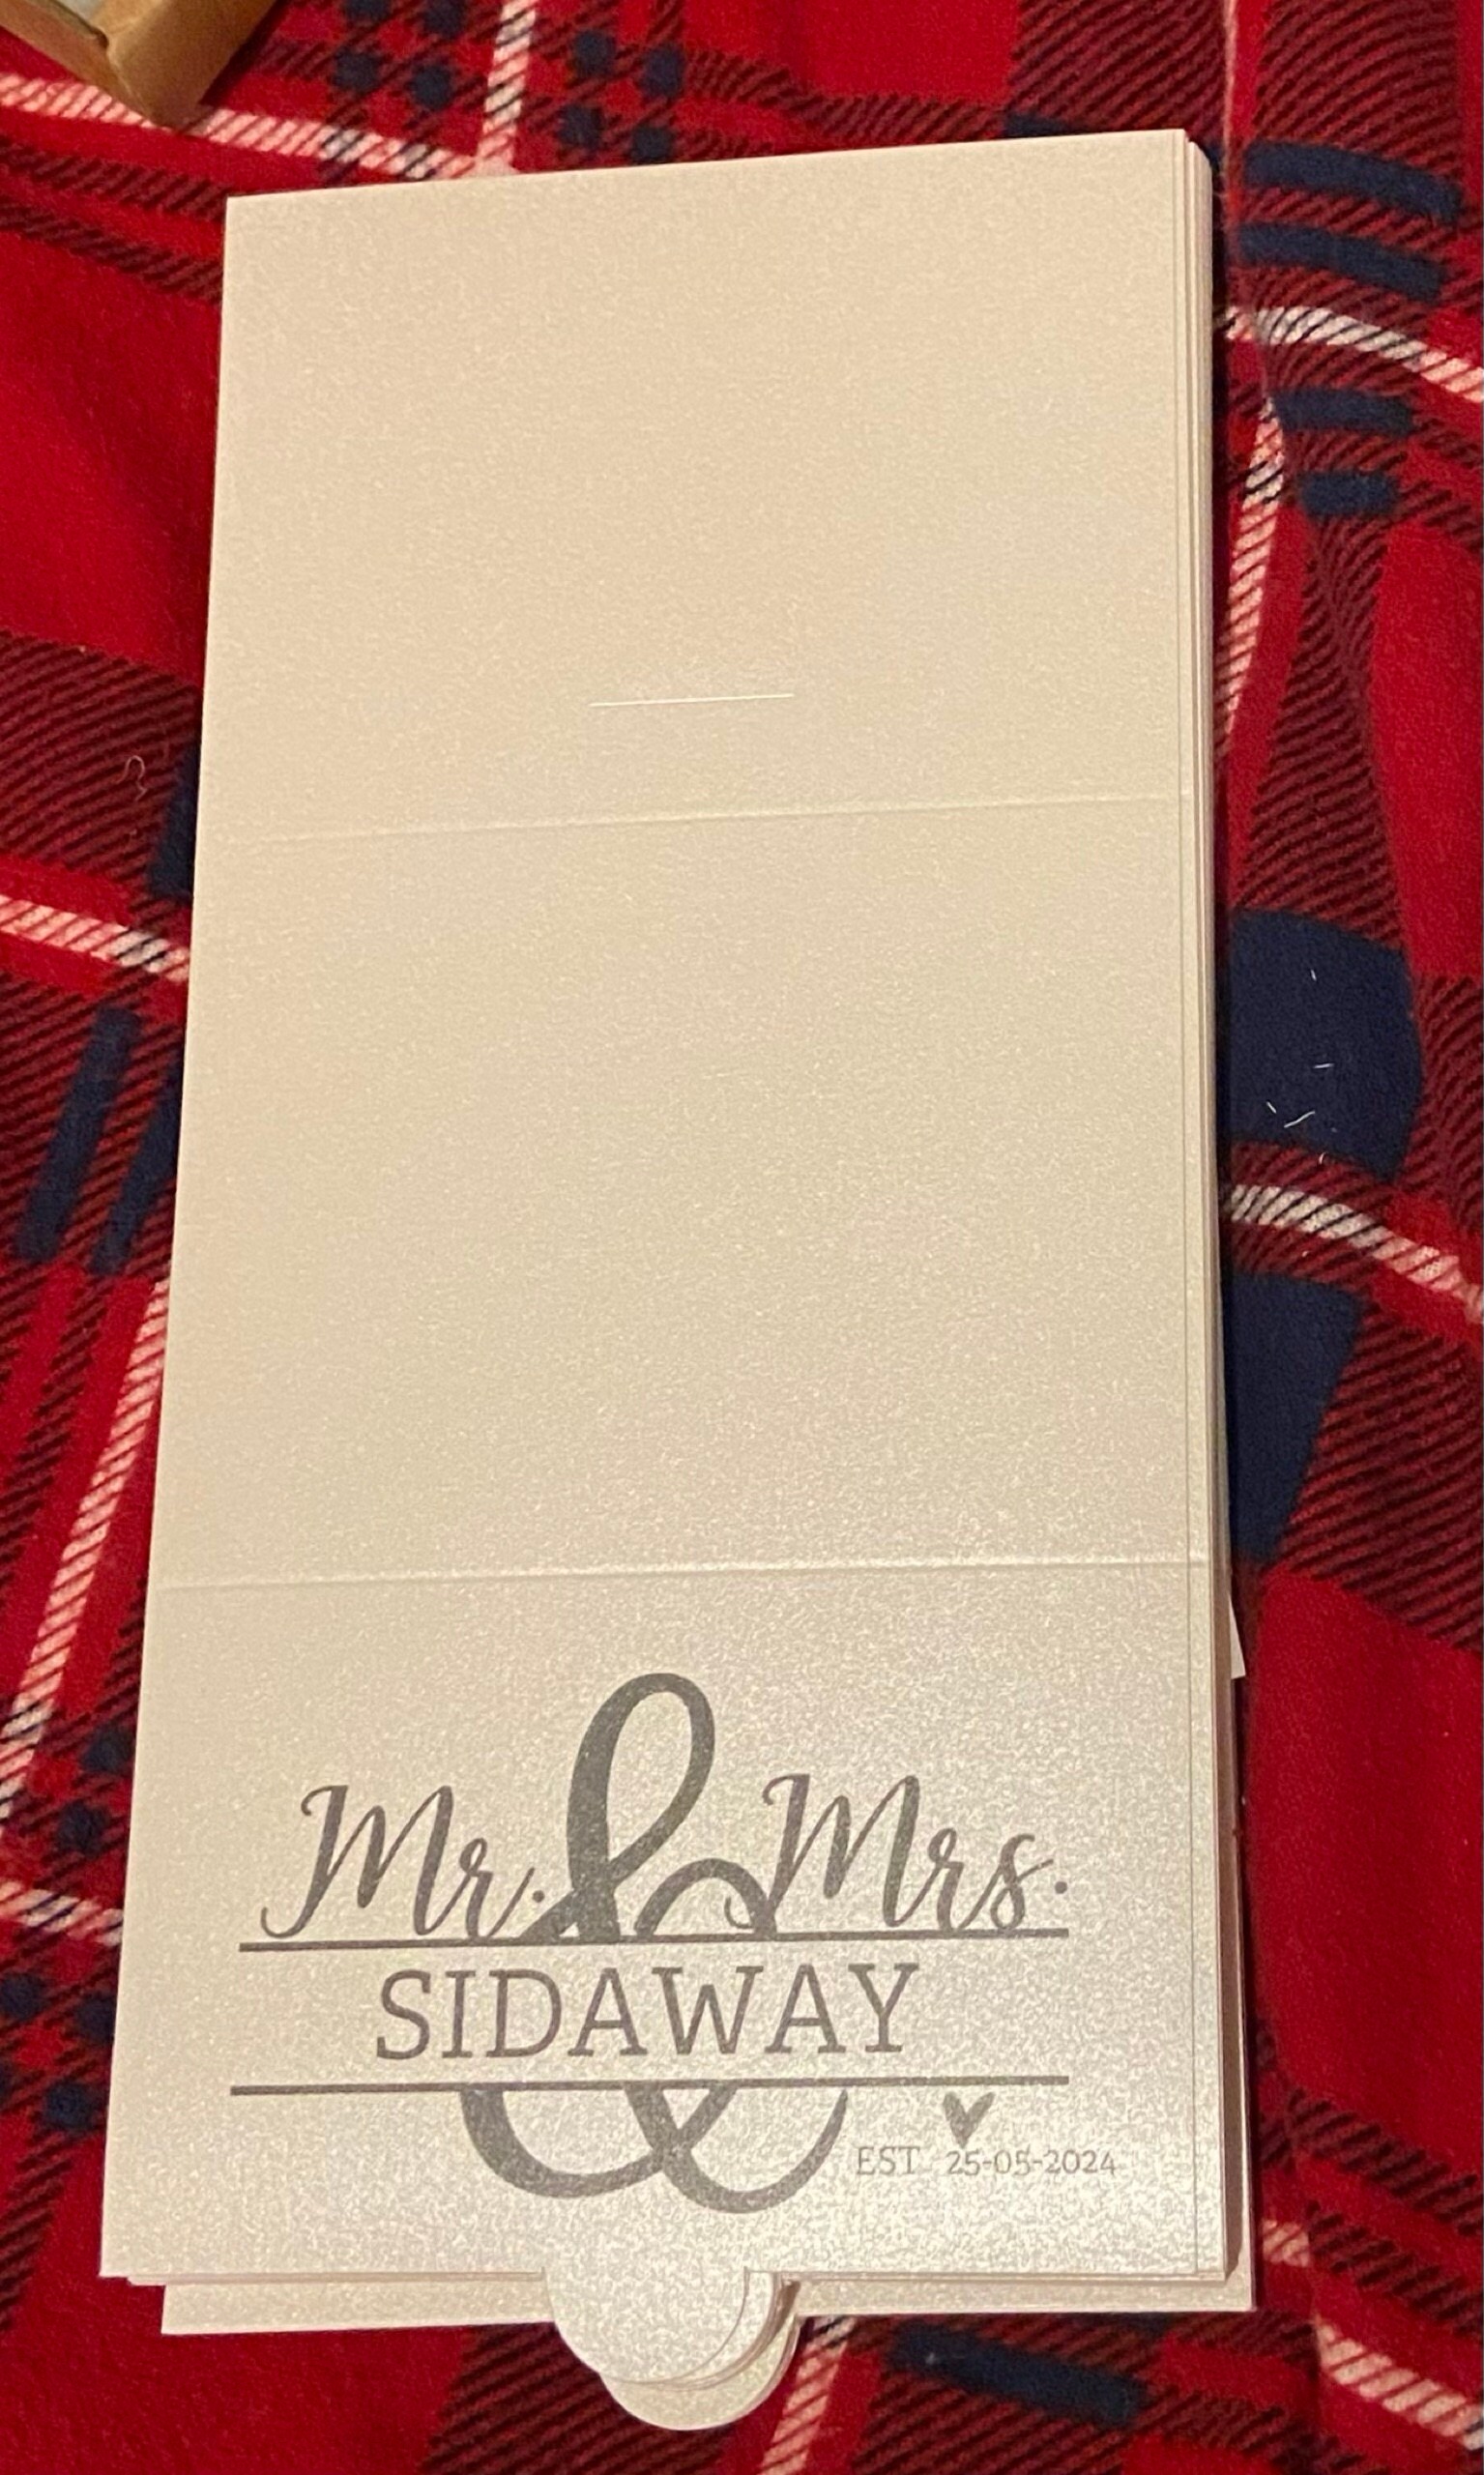 Mr. & Mrs.
SIDAWAY
EST 25-05-2024